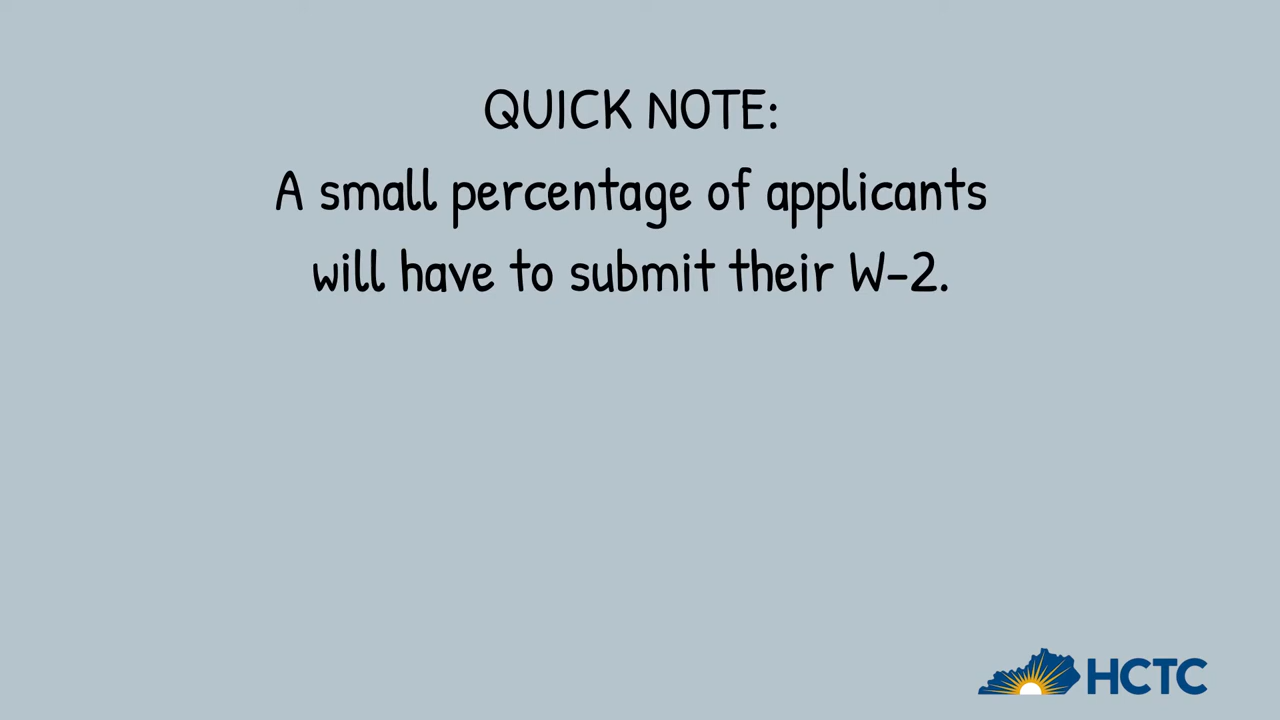 QUICK NOTE:
A small percentage of applicants
will have to submit their W-2.
HCTC